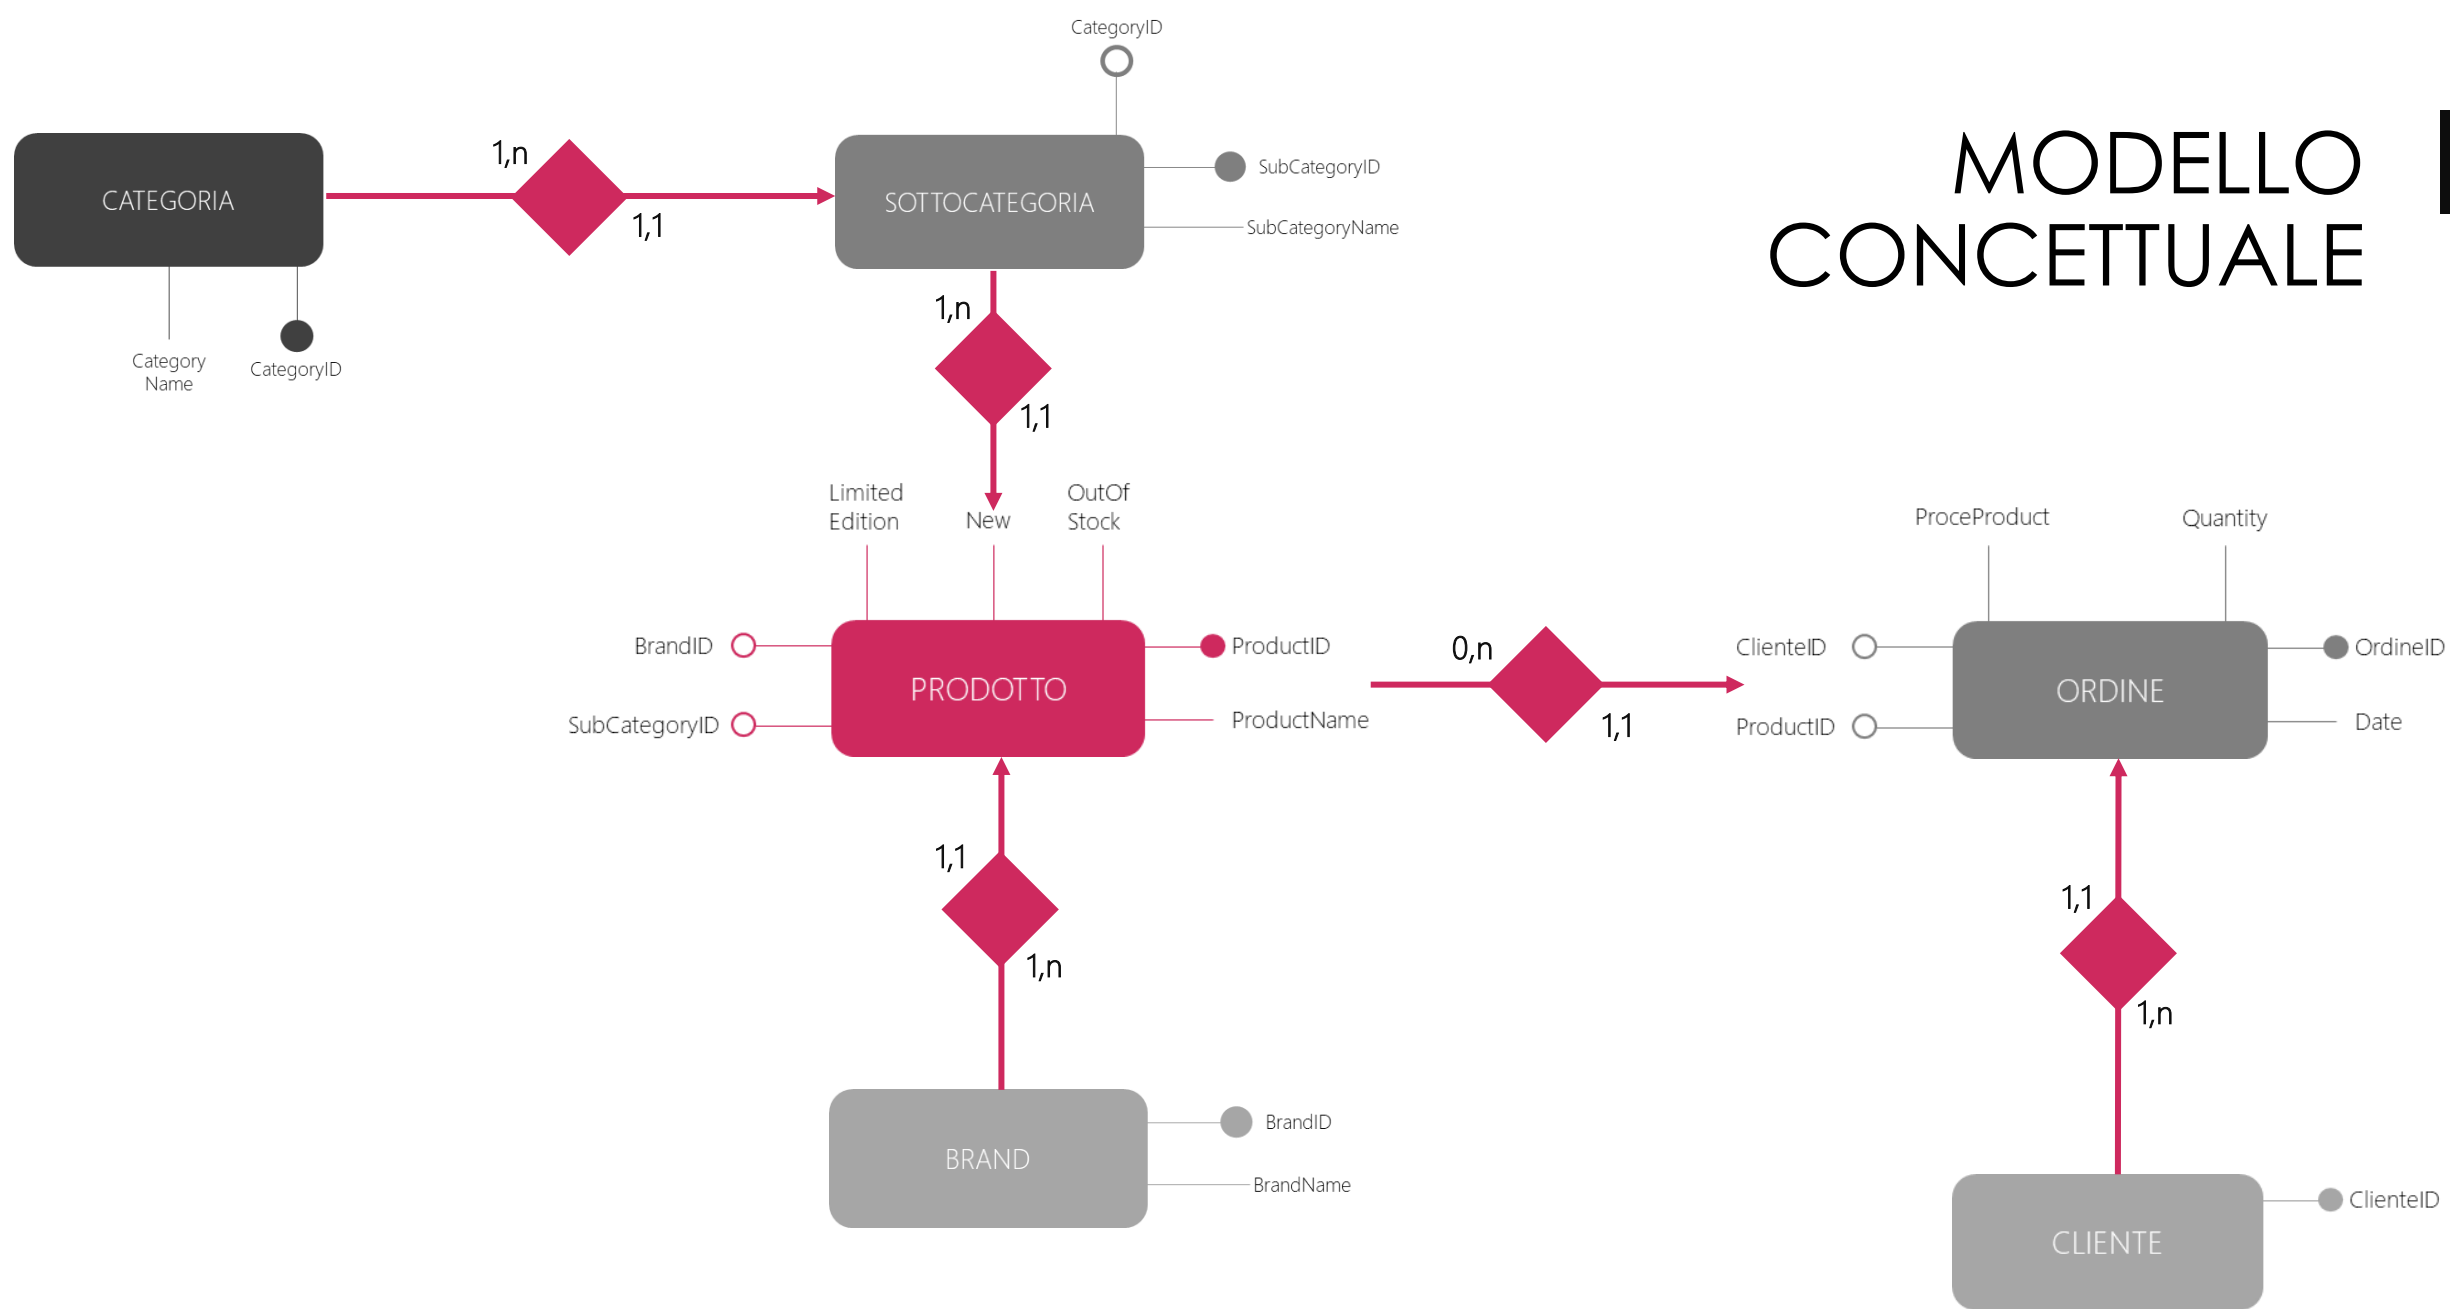 CategoryID
MODELLO
CONCETTUALE
1,n
CATEGORIA
1,1
SOTTOCATEGORIA
SubCategoryID
SubCategoryName
Category
Name
CategoryID
1,n
1,1
Limited
Edition
New
OutOf
Stock
ProceProduct
Quantity
BrandID
PRODOTTO
ProductID
SubCategoryID
ProductName
0,n
1,1
ClienteID
ORDINE
OrdineID
ProductID
Date
1,1
1,n
1,1
1,n
BRAND
BrandID
BrandName
CLIENTE
ClienteID